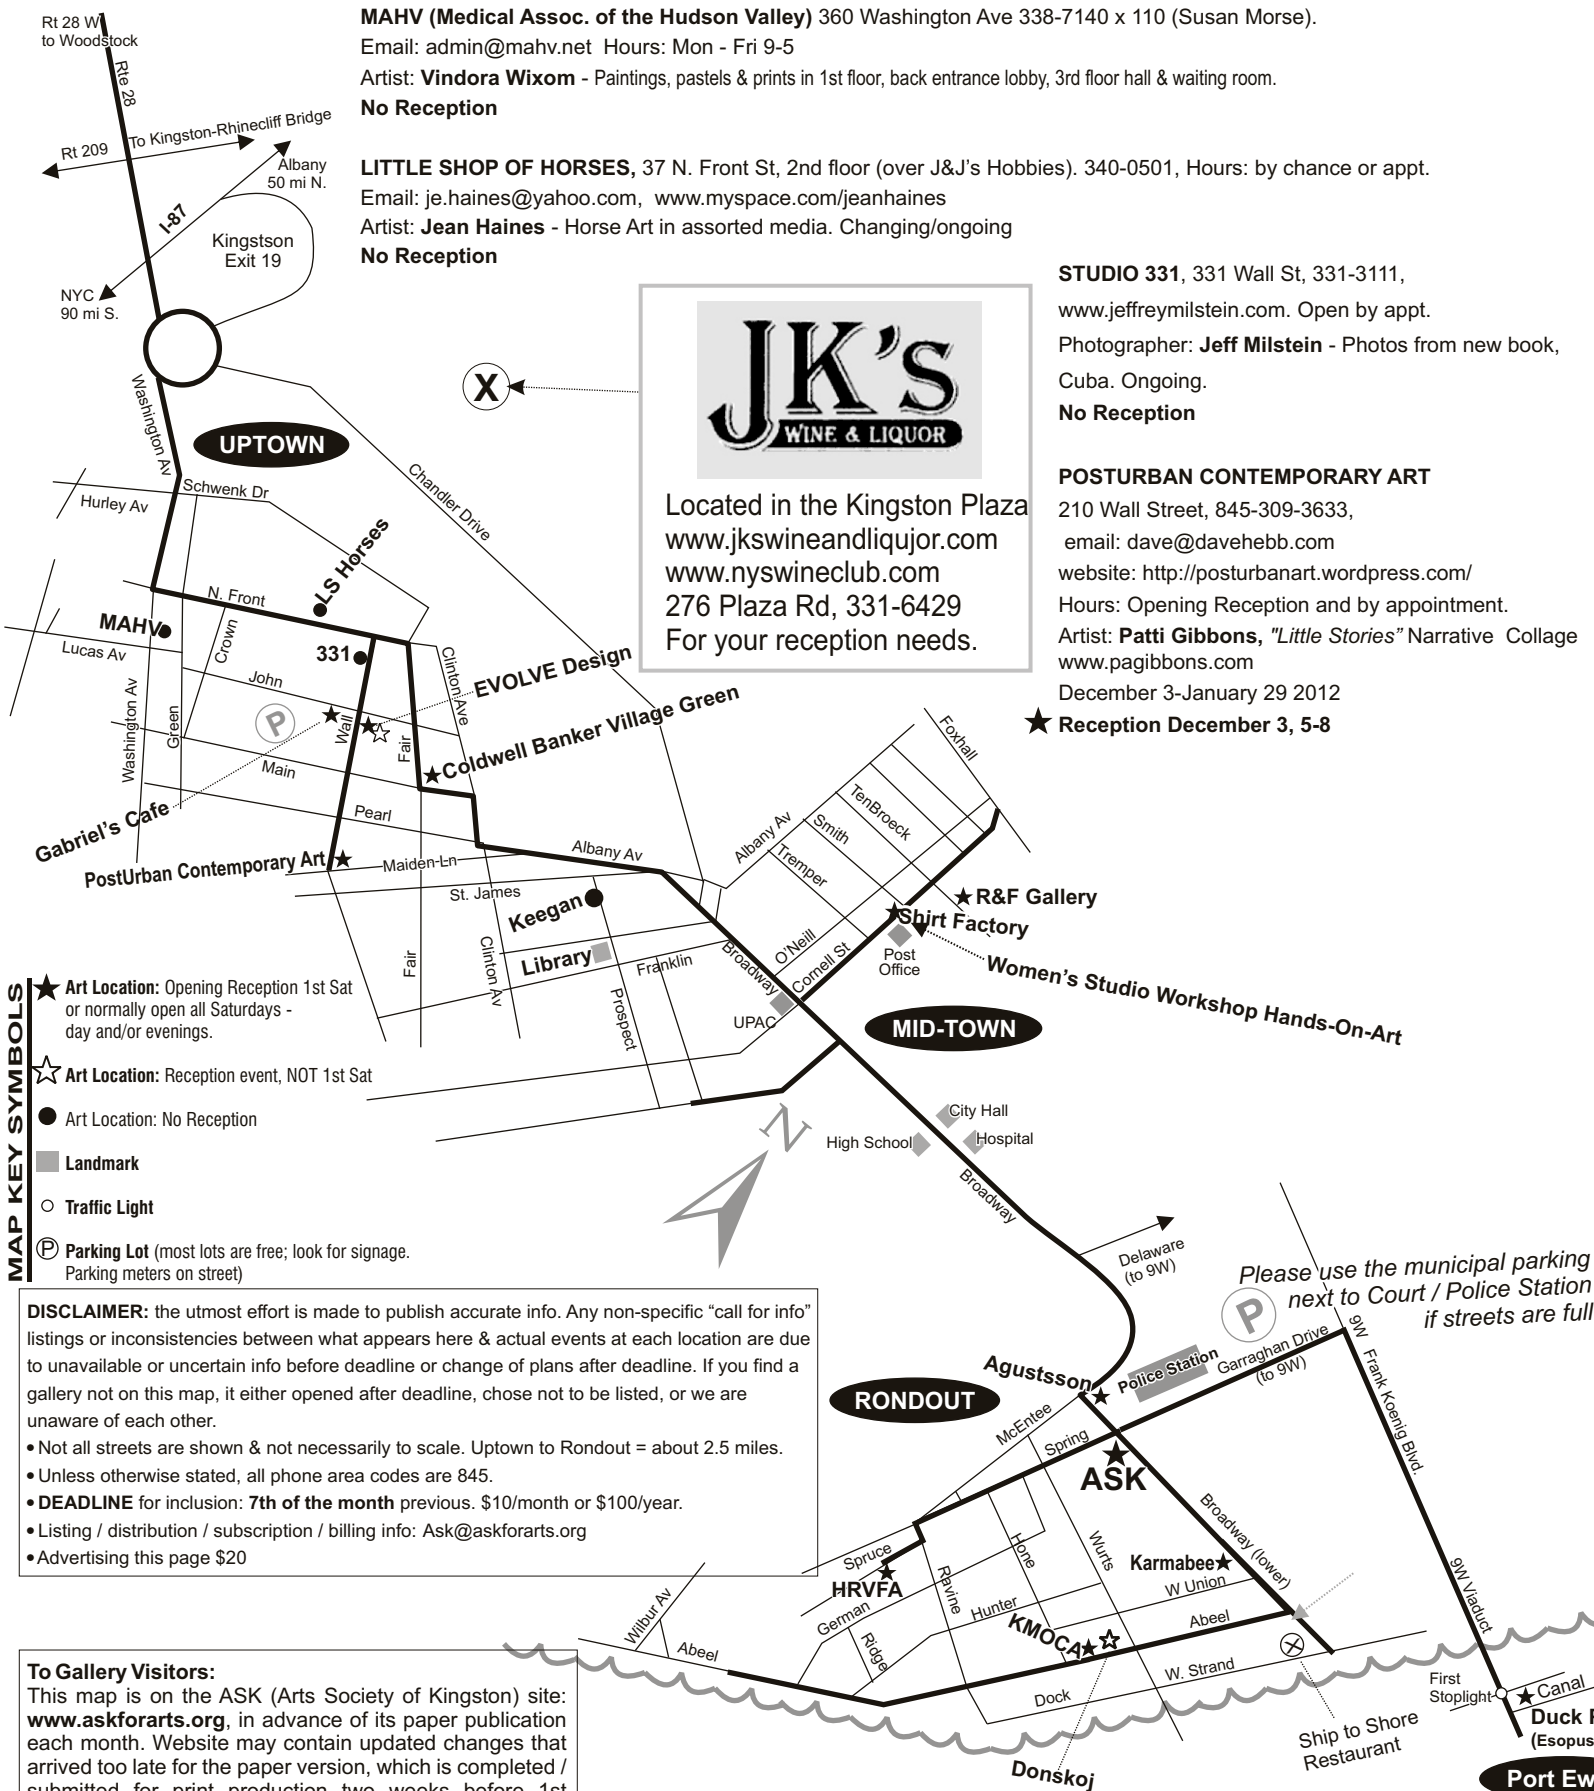 MAHV (Medical Assoc. of the Hudson Valley) 360 Washington Ave 338-7140 x 110 (Susan Morse).
Email: admin@mahv.net  Hours: Mon - Fri 9-5
Artist: Vindora Wixom - Paintings, pastels & prints in 1st floor, back entrance lobby, 3rd floor hall & waiting room.
No Reception
LITTLE SHOP OF HORSES, 37 N. Front St, 2nd floor (over J&J's Hobbies). 340-0501, Hours: by chance or appt.
Email: je.haines@yahoo.com,  www.myspace.com/jeanhaines
Artist: Jean Haines - Horse Art in assorted media. Changing/ongoing
No Reception
STUDIO 331, 331 Wall St, 331-3111,
www.jeffreymilstein.com. Open by appt.
Photographer: Jeff Milstein - Photos from new book,
Cuba. Ongoing.
No Reception
POSTURBAN CONTEMPORARY ART
210 Wall Street, 845-309-3633,
email: dave@davehebb.com
website: http://posturbanart.wordpress.com/
Hours: Opening Reception and by appointment.
Artist: Patti Gibbons, "Little Stories” Narrative  Collage
www.pagibbons.com
December 3-January 29 2012
Reception December 3, 5-8
JK's
WINE & LIQUOR
Located in the Kingston Plaza
www.jkswineandliqujor.com
www.nyswineclub.com
276 Plaza Rd, 331-6429
For your reception needs.
X
Rt 28 W
to Woodstock
Rte 28
Rt 209
To Kingston-Rhinecliff Bridge
Albany
50 mi N.
I-87
Kingstson
Exit 19
NYC
90 mi S.
Washington Av
UPTOWN
Chandler Drive
Schwenk Dr
Hurley Av
LS Horses
N. Front
MAHV
Lucas Av
Crown
331
John
Clinton Ave
EVOLVE Design
Coldwell Banker Village Green
P
Wall
Fair
Washington Av
Green
Main
Pearl
Gabriel's Cafe
PostUrban Contemporary Art
Maiden Ln
Albany Av
St. James
Keegan
Library
Franklin
Fair
Clinton Av
Prospect
Broadway
UPAC
Foxhall
Albany Av
TenBroeck
Smith
Tremper
R&F Gallery
Shirt Factory
O'Neill
Cornell St
Post
Office
Women's Studio Workshop Hands-On-Art
MID-TOWN
N
City Hall
High School
Hospital
Broadway
Delaware
(to 9W)
Please use the municipal parking
next to Court / Police Station
if streets are full
P
MAP KEY SYMBOLS
Art Location: Opening Reception 1st Sat
or normally open all Saturdays -
day and/or evenings.
Art Location: Reception event, NOT 1st Sat
Art Location: No Reception
Landmark
Traffic Light
P Parking Lot (most lots are free; look for signage.
Parking meters on street)
DISCLAIMER: the utmost effort is made to publish accurate info. Any non-specific “call for info”
listings or inconsistencies between what appears here & actual events at each location are due
to unavailable or uncertain info before deadline or change of plans after deadline. If you find a
gallery not on this map, it either opened after deadline, chose not to be listed, or we are
unaware of each other.
• Not all streets are shown & not necessarily to scale. Uptown to Rondout = about 2.5 miles.
• Unless otherwise stated, all phone area codes are 845.
• DEADLINE for inclusion: 7th of the month previous. $10/month or $100/year.
• Listing / distribution / subscription / billing info: Ask@askforarts.org
• Advertising this page $20
To Gallery Visitors:
This map is on the ASK (Arts Society of Kingston) site:
www.askforarts.org, in advance of its paper publication
each month. Website may contain updated changes that
arrived too late for the paper version, which is completed /
submitted for print production two weeks before 1st
Agustsson
Police Station
Garraghan Drive
(to 9W)
9W Frank Koenig Blvd.
RONDOUT
McEntee
Spring
ASK
Broadway (lower)
Spruce
HRVFA
Ravine
Hone
Wurts
Karmabee
W Union
German
Hunter
Ridge
KMOCA
Abeel
Wilbur Av
Abeel
W. Strand
Dock
X
Donskoj
Ship to Shore
Restaurant
9W Viaduct
First
Stoplight
Canal
Duck
(Esopus
Port Ew